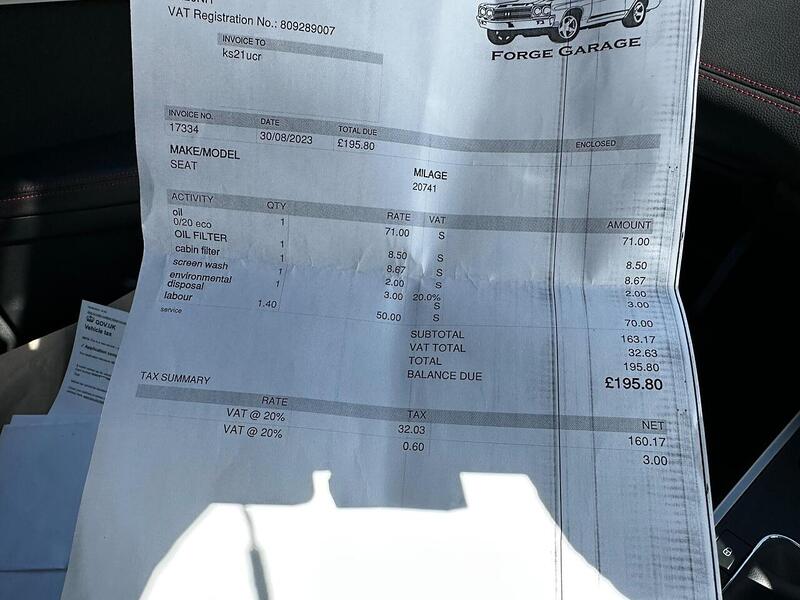 VAT Registration No.: 809289007
FORGE GARAGE
INVOICE TO
ks21ucr
INVOICE NO. DATE TOTAL DUE ENCLOSED
17334 30/08/2023 £195.80
MAKE/MODEL MILAGE
SEAT 20741
ACTIVITY QTY RATE VAT AMOUNT
oil 1 71.00 S 71.00
0/20 eco
OIL FILTER 1 8.50 S 8.50
cabin filter 1 8.67 S 8.67
screen wash 1 2.00 S 2.00
environmental 1 3.00 20.0% 3.00
disposal S
labour 1.40 50.00 S 70.00
service
SUBTOTAL 163.17
VAT TOTAL 32.63
TOTAL 195.80
BALANCE DUE £195.80
TAX SUMMARY
RATE TAX NET
VAT @ 20% 32.03 160.17
VAT @ 20% 0.60 3.00
GOV.UK
Vehicle tax